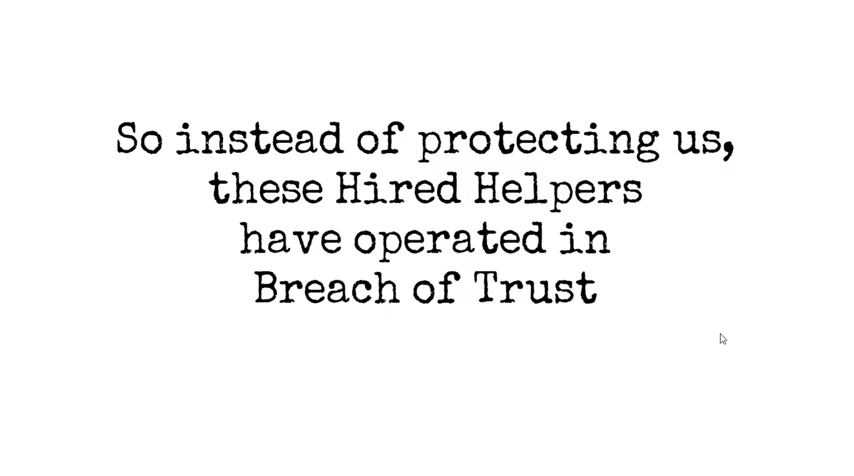 So instead of protecting us,
these Hired Helpers
have operated in
Breach of Trust